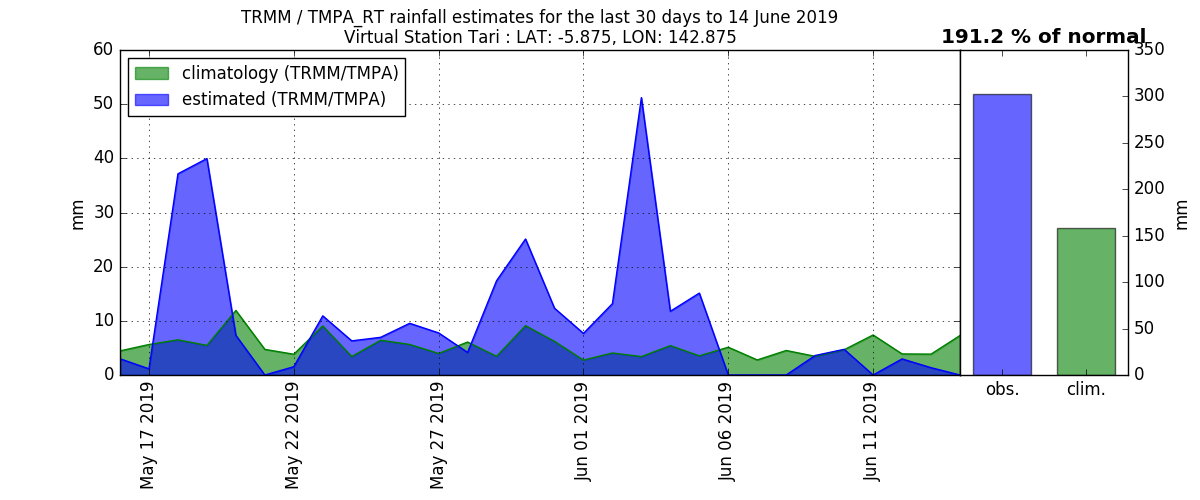 TRMM / TMPA_RT rainfall estimates for the last 30 days to 14 June 2019
Virtual Station Tari : LAT: -5.875, LON: 142.875
191.2 % of normal
climatology (TRMM/TMPA)
estimated (TRMM/TMPA)
mm
60
50
40
30
20
10
0
May 17 2019
May 22 2019
May 27 2019
Jun 01 2019
Jun 06 2019
Jun 11 2019
350
300
250
200
150
100
50
0
mm
obs.
clim.